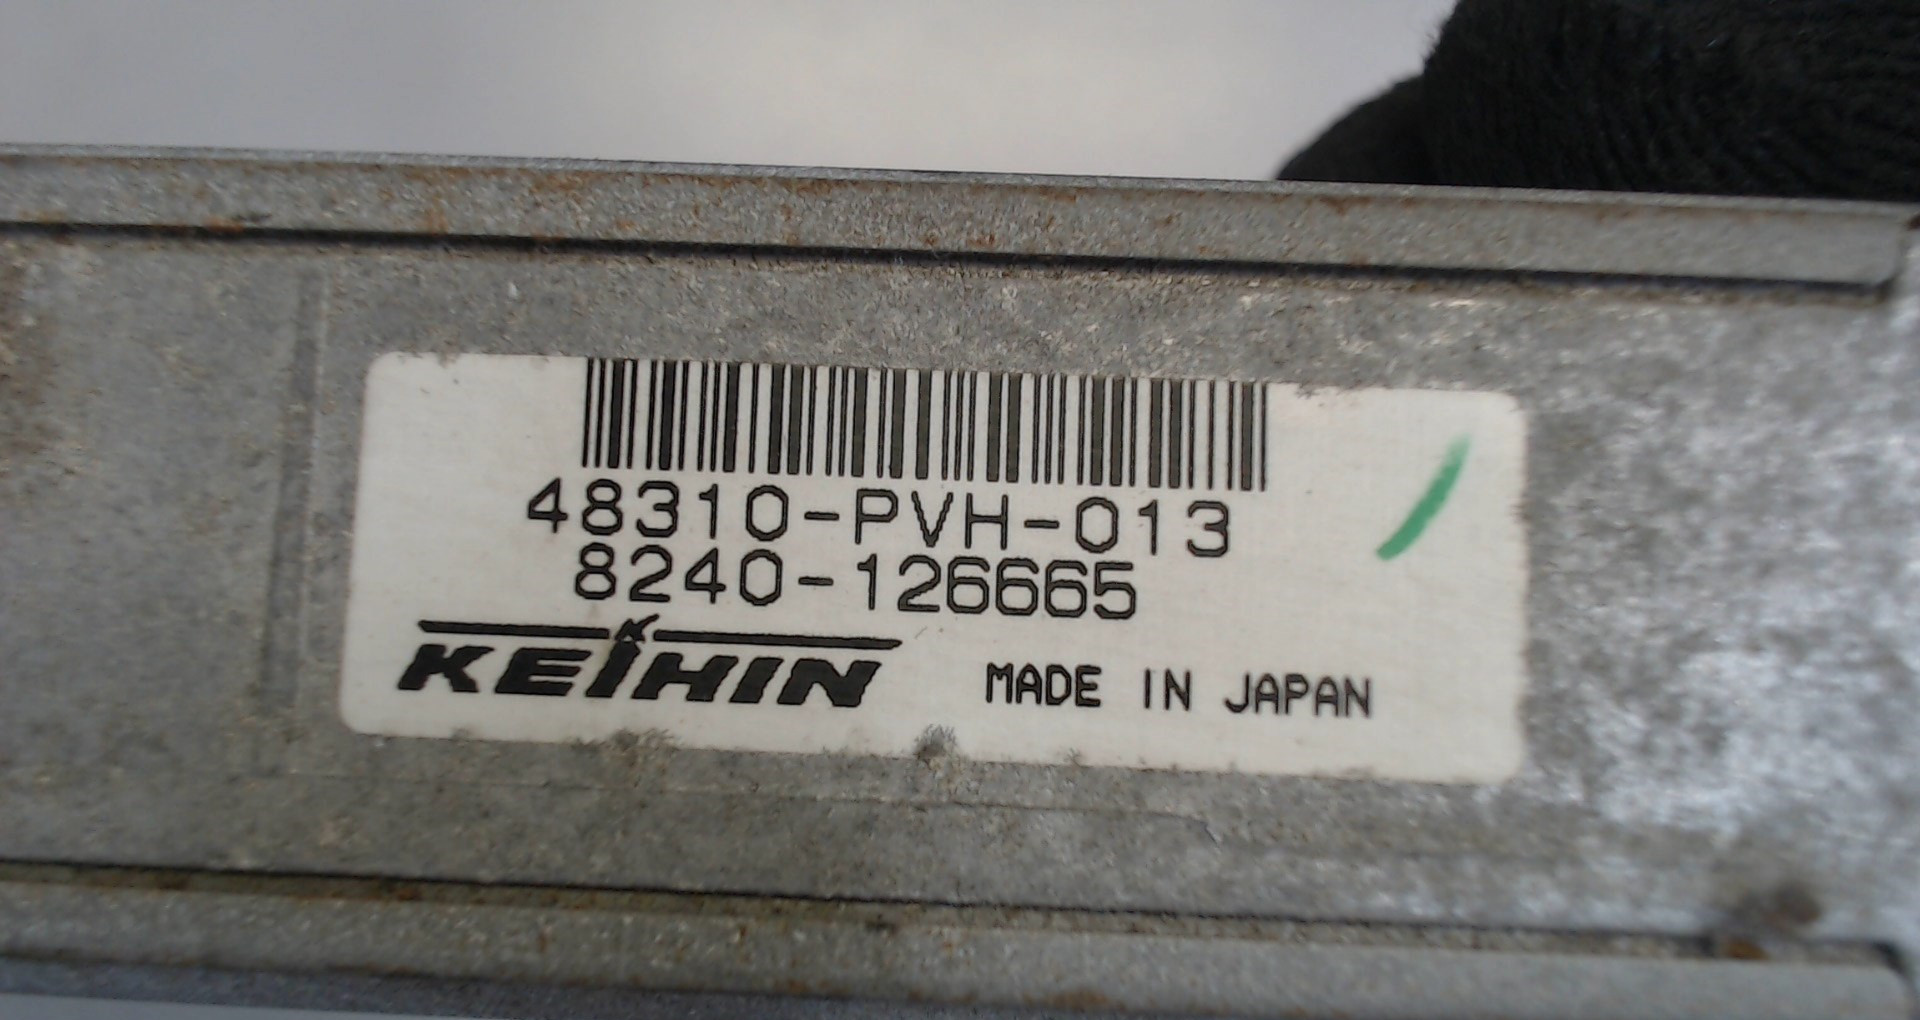 48310-PVH-013
8240-126665
KEIHIN MADE IN JAPAN